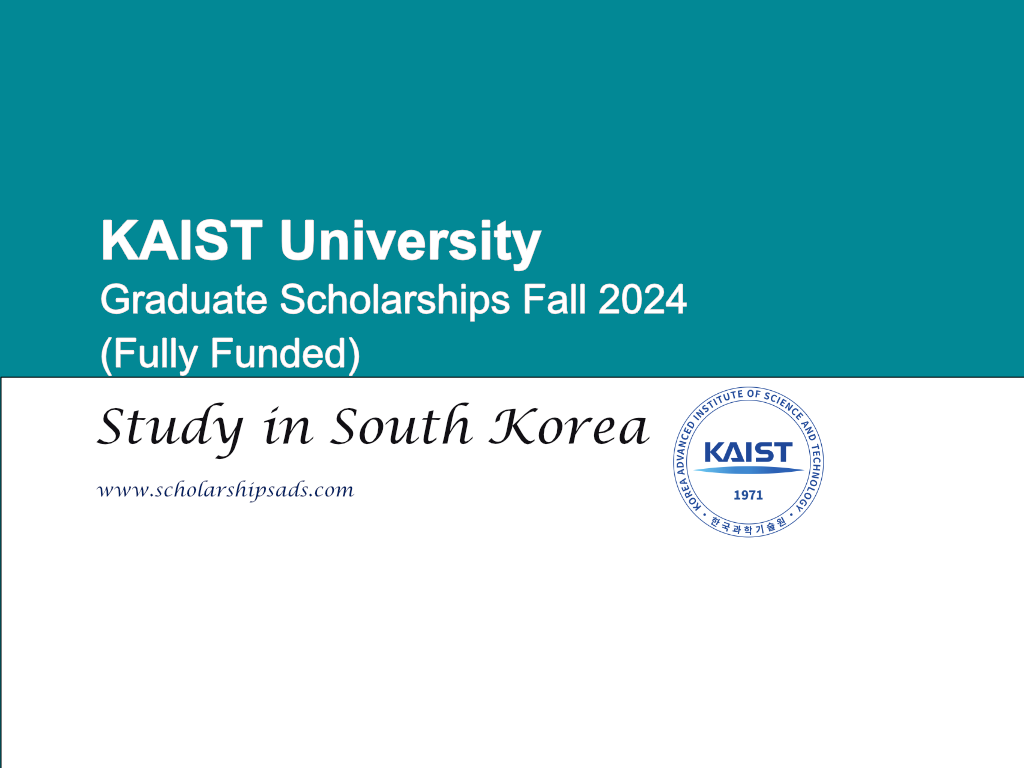 KAIST University
Graduate Scholarships Fall 2024
(Fully Funded)
Study in South Korea
www.scholarshipsads.com
KOREA ADVANCED INSTITUTE OF SCIENCE AND TECHNOLOGY
KAIST
1971
한국과학기술원